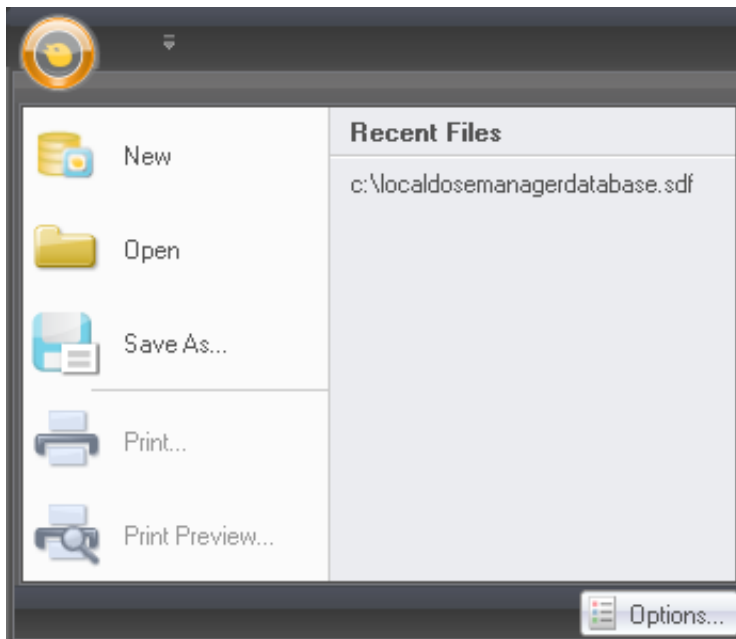 New
Open
Save As...
Print...
Print Preview...
Recent Files
c:\localdosemanagerdatabase.sdf
Options...